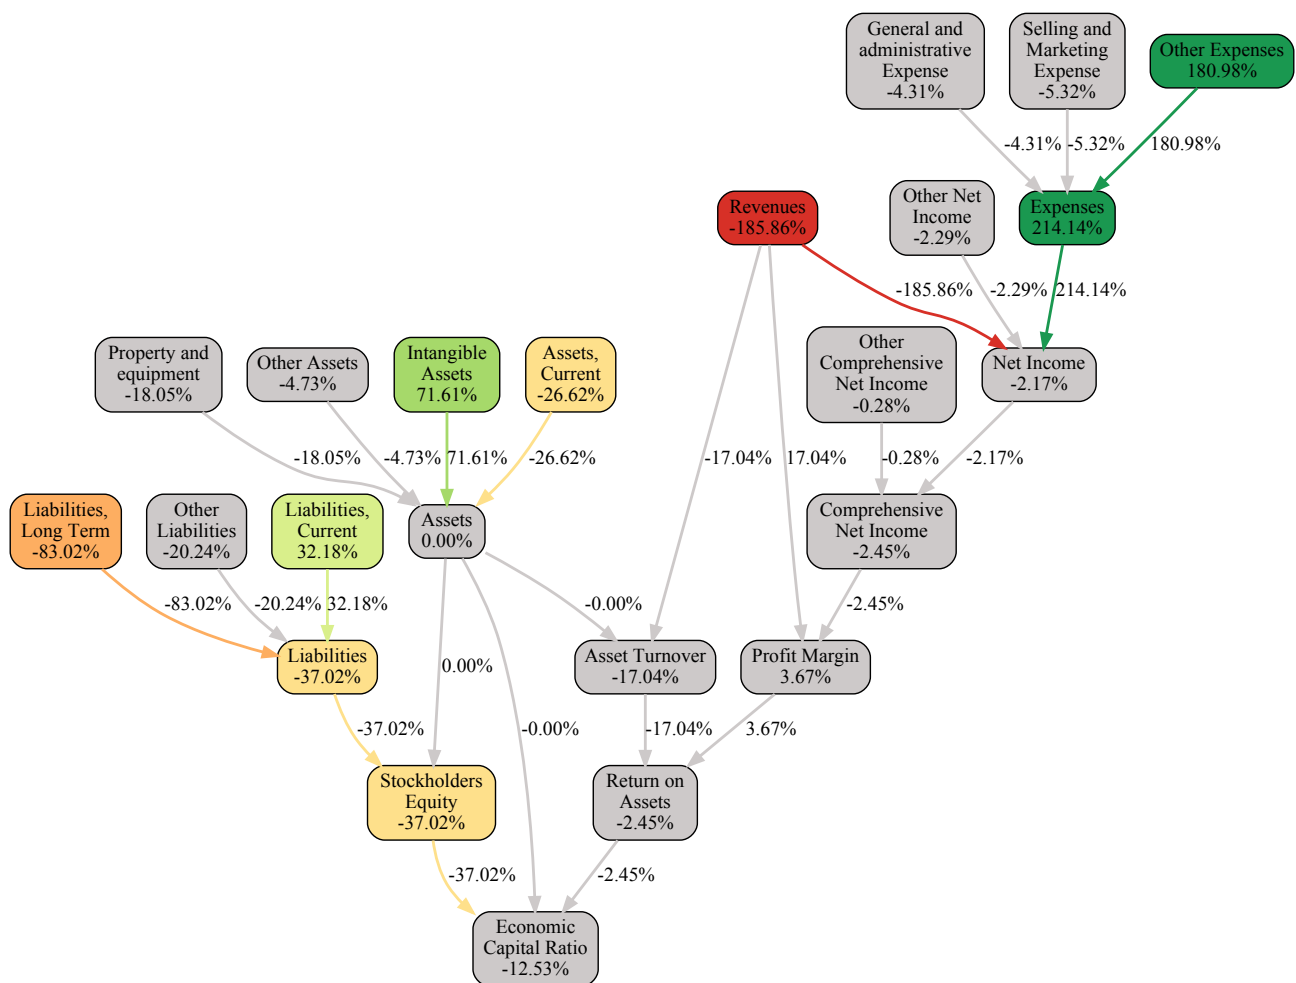 General and
administrative
Expense
-4.31%
Selling and
Marketing
Expense
-5.32%
Other Expenses
180.98%
-4.31%
-5.32%
180.98%
Revenues
-185.86%
Other Net
Income
-2.29%
Expenses
214.14%
-185.86%
-2.29%
214.14%
Property and
equipment
-18.05%
Other Assets
-4.73%
Intangible
Assets
71.61%
Assets,
Current
-26.62%
Other
Comprehensive
Net Income
-0.28%
Net Income
-2.17%
-18.05%
-4.73%
71.61%
-26.62%
-17.04%
17.04%
-0.28%
-2.17%
Liabilities,
Long Term
-83.02%
Other
Liabilities
-20.24%
Liabilities,
Current
32.18%
Assets
0.00%
Comprehensive
Net Income
-2.45%
-83.02%
-20.24%
32.18%
-0.00%
-2.45%
Liabilities
-37.02%
0.00%
Asset Turnover
-17.04%
Profit Margin
3.67%
-37.02%
-0.00%
-17.04%
3.67%
Stockholders
Equity
-37.02%
Return on
Assets
-2.45%
-37.02%
-2.45%
Economic
Capital Ratio
-12.53%